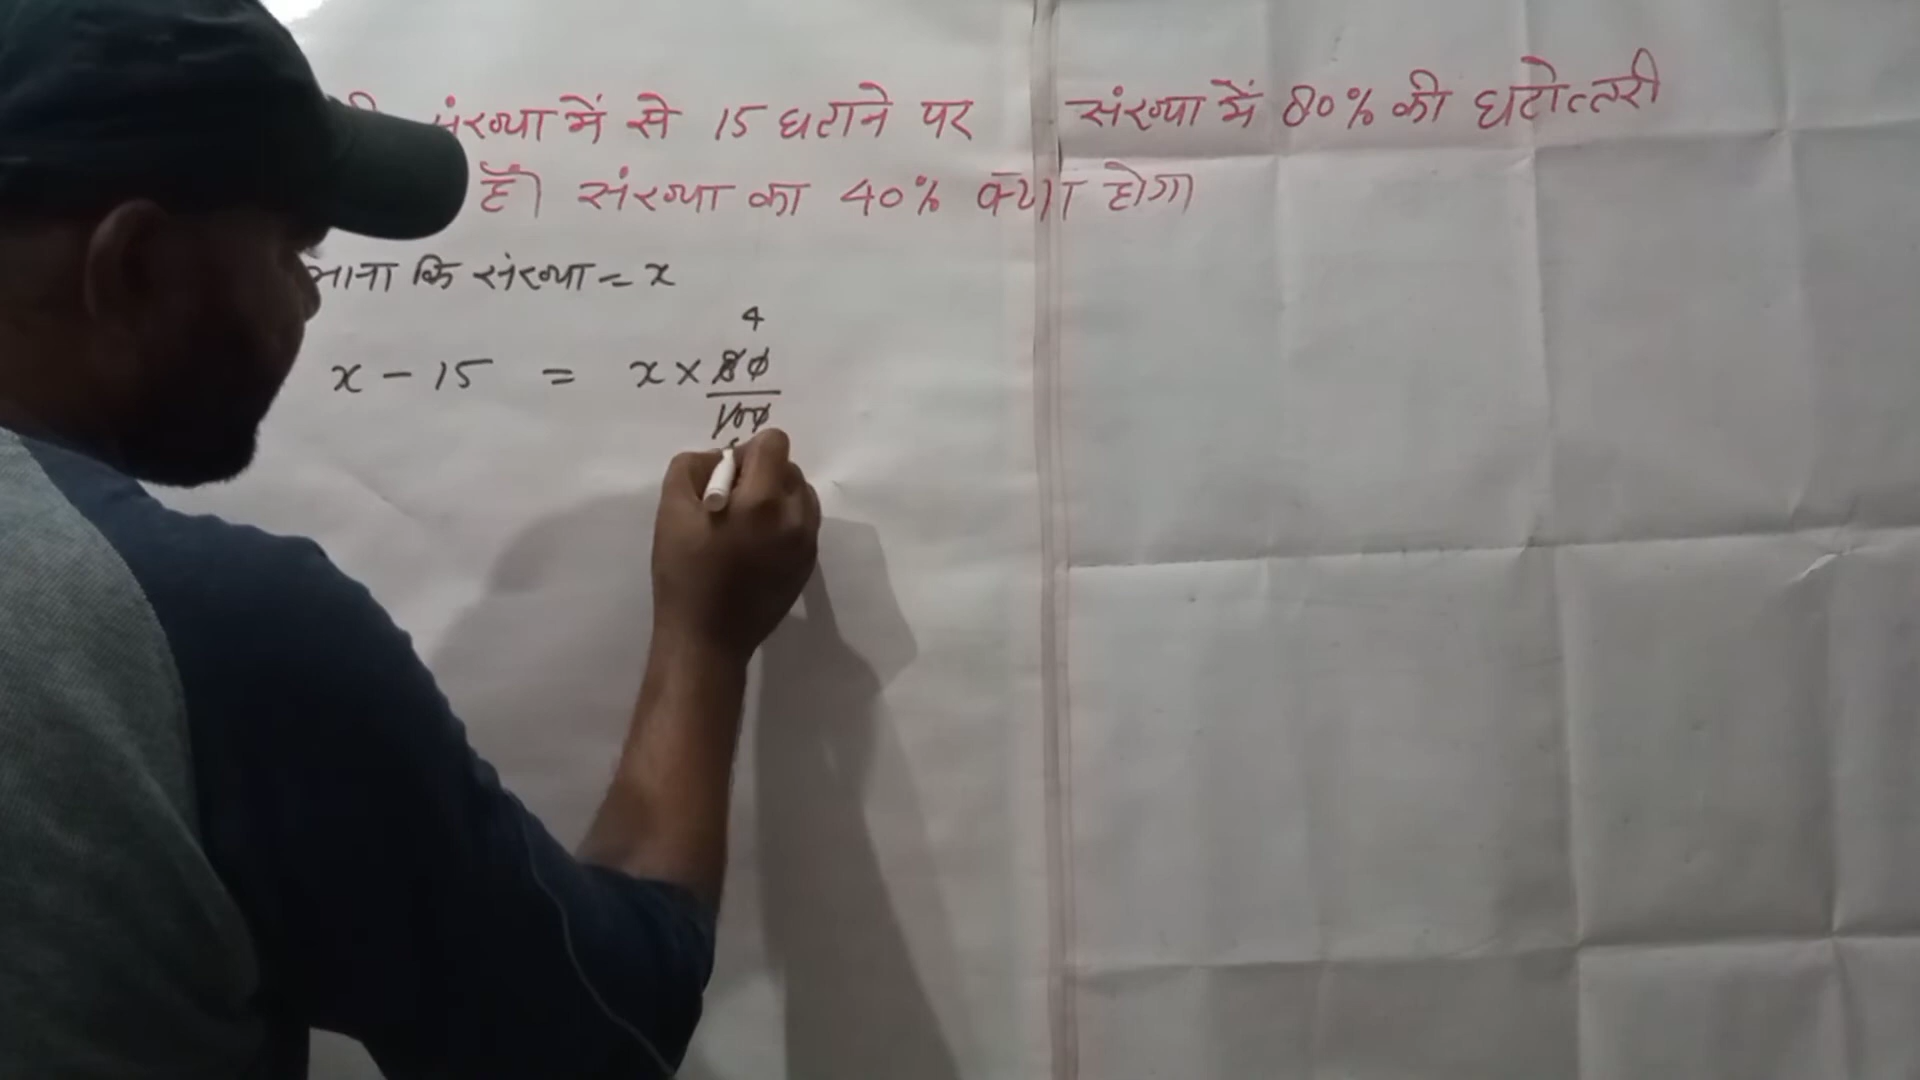 संख्या में से 15 घटाने पर संख्या में 80% की घटोत्तरी
है। संख्या का 40% क्या होगा
माना कि संख्या = x
4
x - 15 = x × 80
100